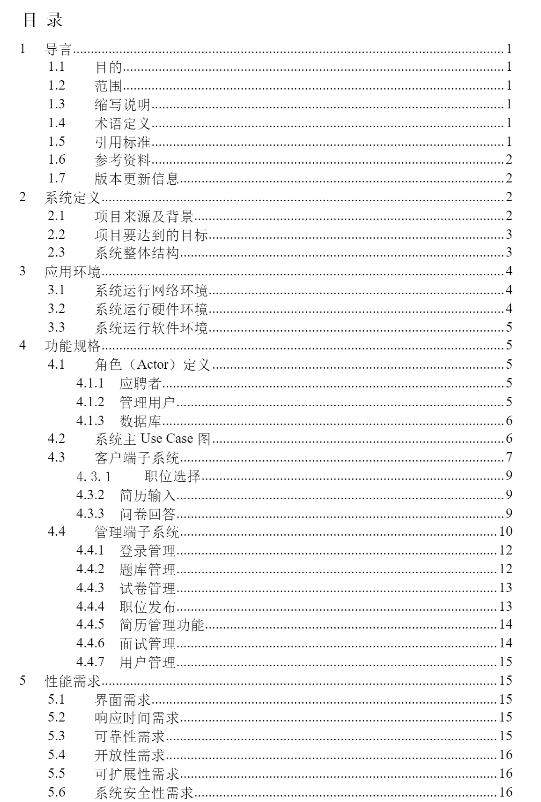 目 录
1 导言........1
1.1 目的........1
1.2 范围........1
1.3 缩写说明........1
1.4 术语定义........1
1.5 引用标准........1
1.6 参考资料........2
1.7 版本更新信息........2
2 系统定义........2
2.1 项目来源及背景........2
2.2 项目要达到的目标........3
2.3 系统整体结构........3
3 应用环境........4
3.1 系统运行网络环境........4
3.2 系统运行硬件环境........4
3.3 系统运行软件环境........5
4 功能规格........5
4.1 角色（Actor）定义........5
4.1.1 应聘者........5
4.1.2 管理用户........5
4.1.3 数据库........6
4.2 系统主 Use Case 图........6
4.3 客户端子系统........7
4.3.1 职位选择........9
4.3.2 简历输入........9
4.3.3 问卷回答........9
4.4 管理端子系统........10
4.4.1 登录管理........12
4.4.2 题库管理........12
4.4.3 试卷管理........13
4.4.4 职位发布........13
4.4.5 简历管理功能........14
4.4.6 面试管理........14
4.4.7 用户管理........15
5 性能需求........15
5.1 界面需求........15
5.2 响应时间需求........15
5.3 可靠性需求........15
5.4 开放性需求........16
5.5 可扩展性需求........16
5.6 系统安全性需求........16